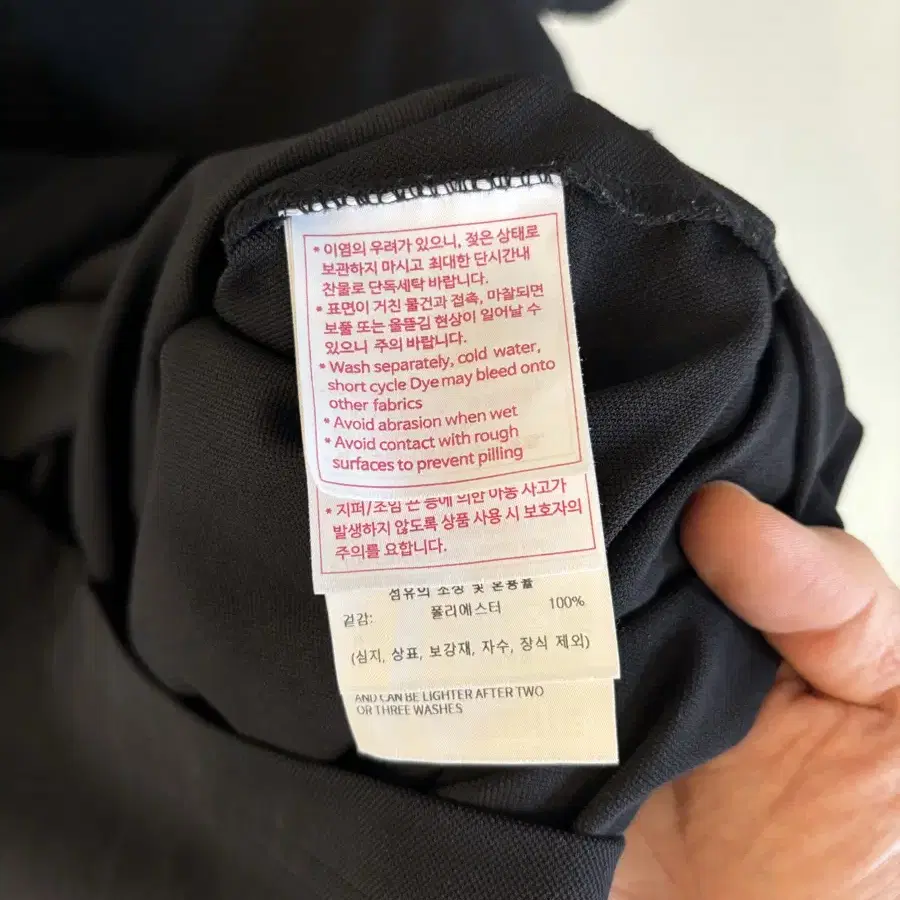 * 이염의 우려가 있으니, 젖은 상태로
보관하지 마시고 최대한 단시간내
찬물로 단독세탁 바랍니다.
* 표면이 거친 물건과 접촉, 마찰되면
보풀 또는 올뜯김 현상이 일어날 수
있으니 주의 바랍니다.
* Wash separately, cold water,
short cycle Dye may bleed onto
other fabrics
* Avoid abrasion when wet
* Avoid contact with rough
surfaces to prevent pilling
* 지퍼/조임 끈 등에 의한 아동 사고가
발생하지 않도록 상품 사용 시 보호자의
주의를 요합니다.
섬유의 조성 및 혼용율
겉감: 폴리에스터 100%
(심지, 상표, 보강재, 자수, 장식 제외)
AND CAN BE LIGHTER AFTER TWO
OR THREE WASHES